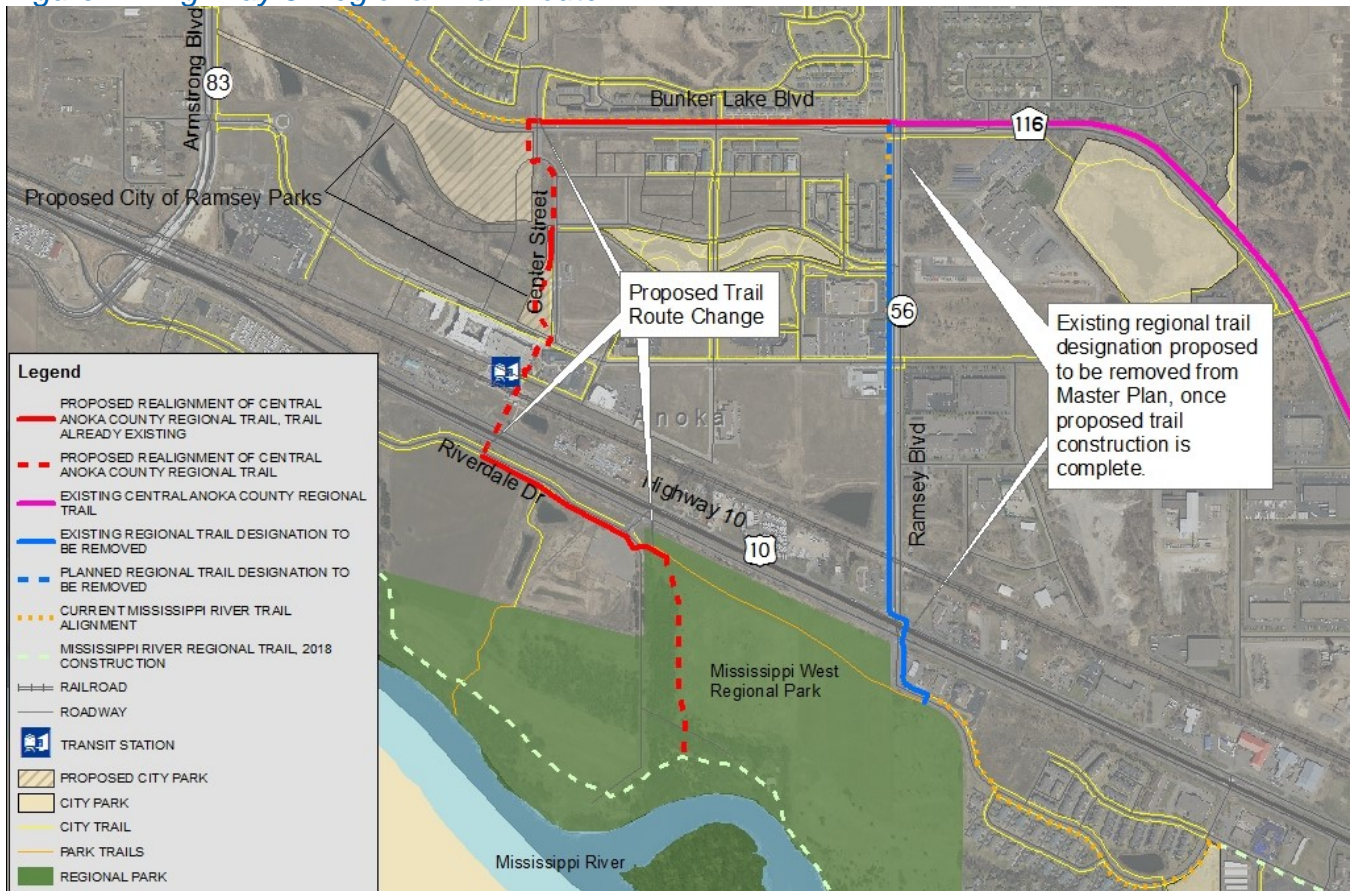 Armstrong Blvd
83
Bunker Lake Blvd
116
Proposed City of Ramsey Parks
Center Street
Proposed Trail
Route Change
56
Existing regional trail
designation proposed
to be removed from
Master Plan, once
proposed trail
construction is
complete.
Anoka
Ramsey Blvd
Riverdale Dr
Highway 10
10
Mississippi West
Regional Park
Mississippi River
Legend
PROPOSED REALIGNMENT OF CENTRAL
ANOKA COUNTY REGIONAL TRAIL, TRAIL
ALREADY EXISTING
PROPOSED REALIGNMENT OF CENTRAL
ANOKA COUNTY REGIONAL TRAIL
EXISTING CENTRAL ANOKA COUNTY REGIONAL
TRAIL
EXISTING REGIONAL TRAIL DESIGNATION TO
BE REMOVED
PLANNED REGIONAL TRAIL DESIGNATION TO
BE REMOVED
CURRENT MISSISSIPPI RIVER TRAIL
ALIGNMENT
MISSISSIPPI RIVER REGIONAL TRAIL, 2018
CONSTRUCTION
RAILROAD
ROADWAY
TRANSIT STATION
PROPOSED CITY PARK
CITY PARK
CITY TRAIL
PARK TRAILS
REGIONAL PARK